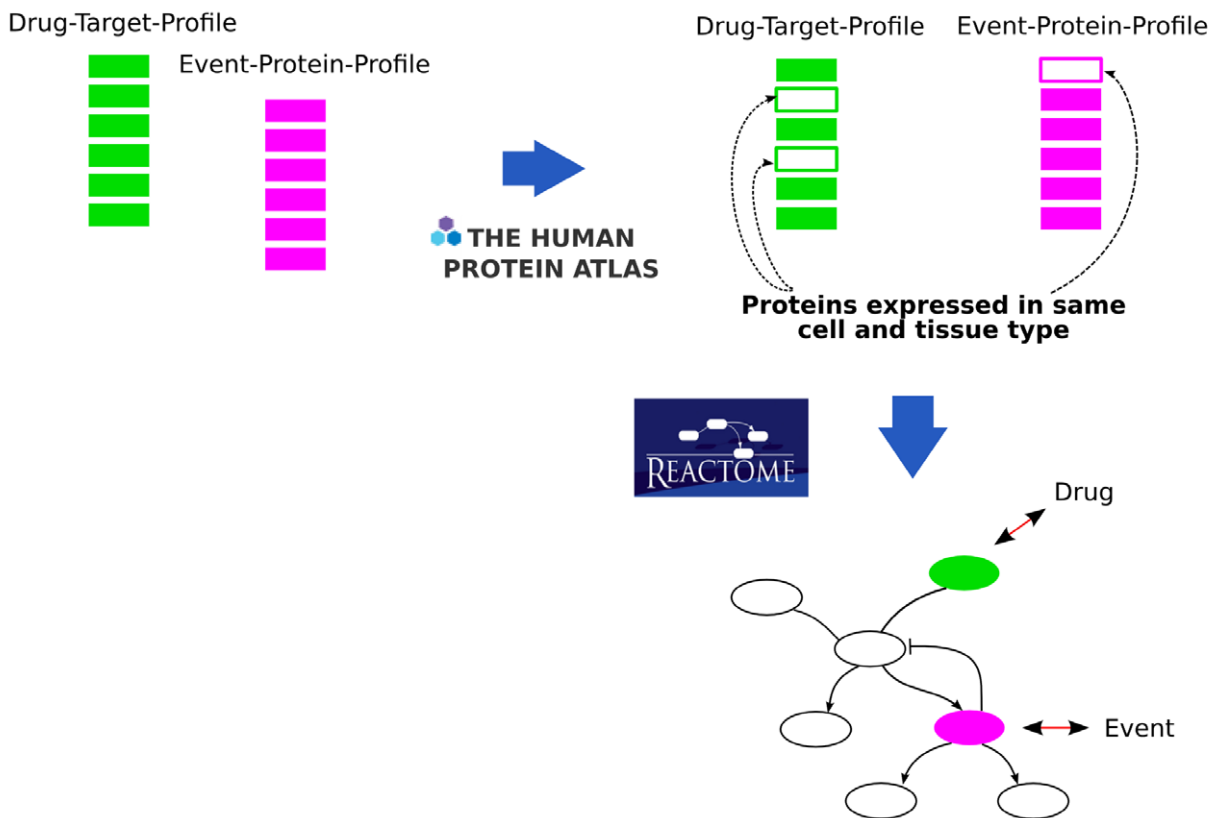 Drug-Target-Profile
Event-Protein-Profile
THE HUMAN
PROTEIN ATLAS
Drug-Target-Profile
Event-Protein-Profile
Proteins expressed in same
cell and tissue type
REACTOME
Drug
Event